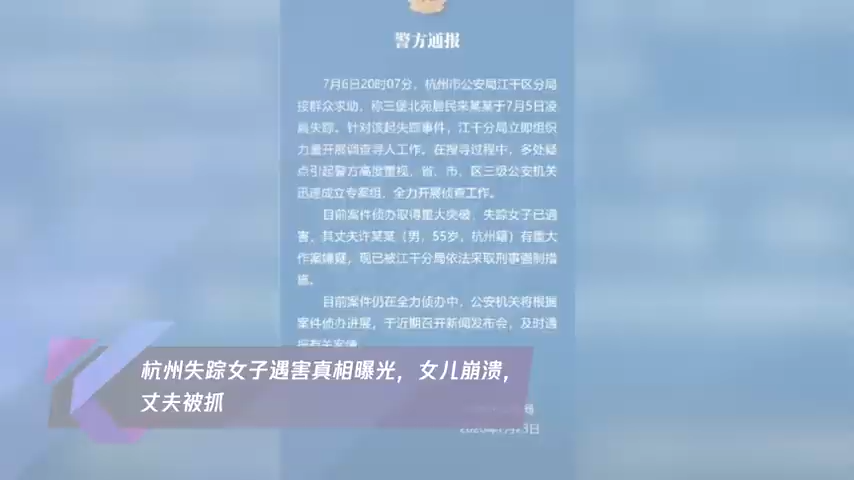 警方通报
7月6日20时07分，杭州市公安局江干区分局
接群众求助，称三堡北苑居民来某某于7月5日凌
晨失踪。针对该起失踪事件，江干分局立即组织
力量开展调查寻人工作。在搜寻过程中，多处疑
点引起警方高度重视，省、市、区三级公安机关
迅速成立专案组，全力开展侦查工作。
目前案件侦办取得重大突破，失踪女子已遇
害，其丈夫许某某（男，55岁，杭州籍）有重大
作案嫌疑，现已被江干分局依法采取刑事强制措
施。
目前案件仍在全力侦办中，公安机关将根据
案件侦办进展，于近期召开新闻发布会，及时通
杭州失踪女子遇害真相曝光，女儿崩溃，
丈夫被抓